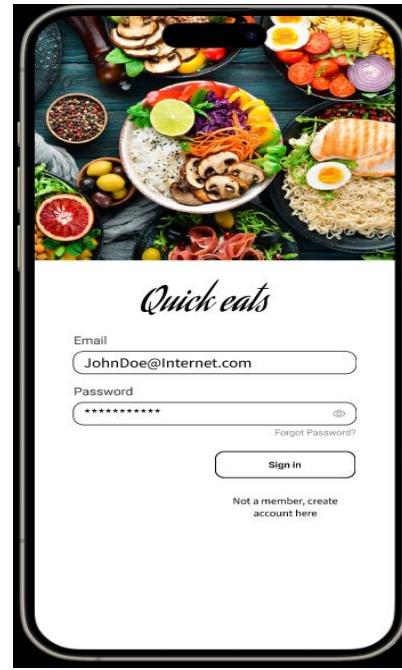 Quick eats
Email
JohnDoe@Internet.com
Password
***********
Forgot Password?
Sign in
Not a member, create
account here